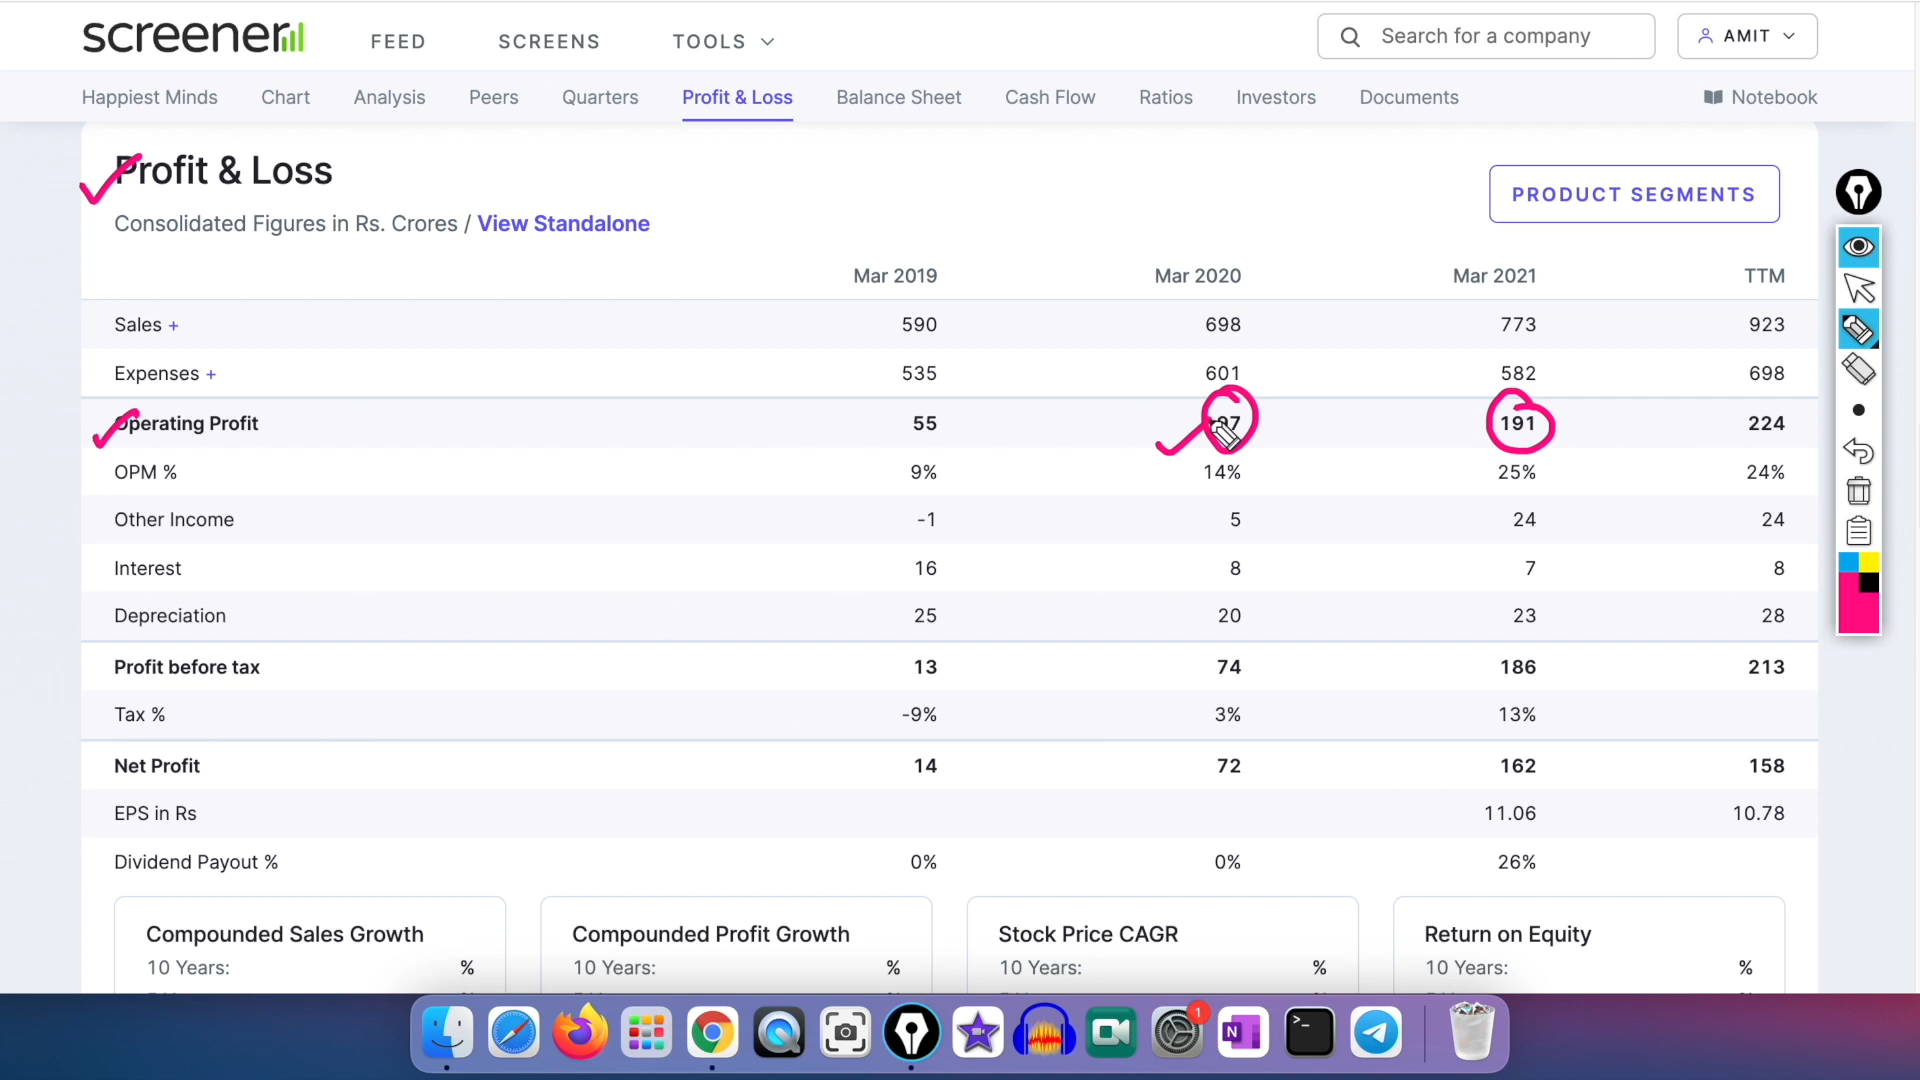 screener FEED SCREENS TOOLS Search for a company AMIT
Happiest Minds Chart Analysis Peers Quarters Profit & Loss Balance Sheet Cash Flow Ratios Investors Documents Notebook
Profit & Loss
PRODUCT SEGMENTS
Consolidated Figures in Rs. Crores / View Standalone
Mar 2019 Mar 2020 Mar 2021 TTM
Sales + 590 698 773 923
Expenses + 535 601 582 698
Operating Profit 55 97 191 224
OPM % 9% 14% 25% 24%
Other Income -1 5 24 24
Interest 16 8 7 8
Depreciation 25 20 23 28
Profit before tax 13 74 186 213
Tax % -9% 3% 13%
Net Profit 14 72 162 158
EPS in Rs 11.06 10.78
Dividend Payout % 0% 0% 26%
Compounded Sales Growth Compounded Profit Growth Stock Price CAGR Return on Equity
10 Years: % 10 Years: % 10 Years: % 10 Years: %
1
N
>_